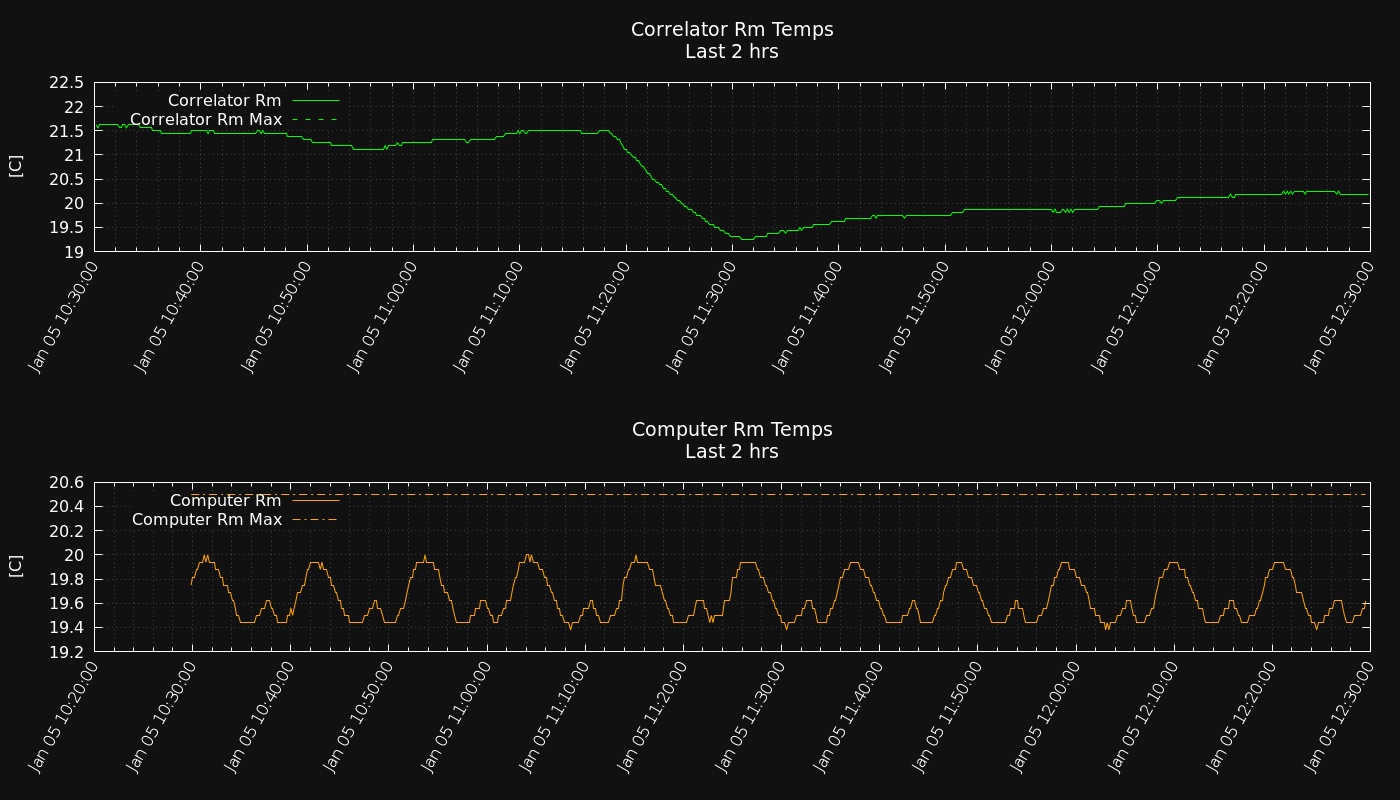 Correlator Rm Temps
Last 2 hrs
22.5
22
21.5
21
20.5
20
19.5
19
[C]
Correlator Rm
Correlator Rm Max
Jan 05 10:30:00
Jan 05 10:40:00
Jan 05 10:50:00
Jan 05 11:00:00
Jan 05 11:10:00
Jan 05 11:20:00
Jan 05 11:30:00
Jan 05 11:40:00
Jan 05 11:50:00
Jan 05 12:00:00
Jan 05 12:10:00
Jan 05 12:20:00
Jan 05 12:30:00
Computer Rm Temps
Last 2 hrs
20.6
20.4
20.2
20
19.8
19.6
19.4
19.2
[C]
Computer Rm
Computer Rm Max
Jan 05 10:20:00
Jan 05 10:30:00
Jan 05 10:40:00
Jan 05 10:50:00
Jan 05 11:00:00
Jan 05 11:10:00
Jan 05 11:20:00
Jan 05 11:30:00
Jan 05 11:40:00
Jan 05 11:50:00
Jan 05 12:00:00
Jan 05 12:10:00
Jan 05 12:20:00
Jan 05 12:30:00